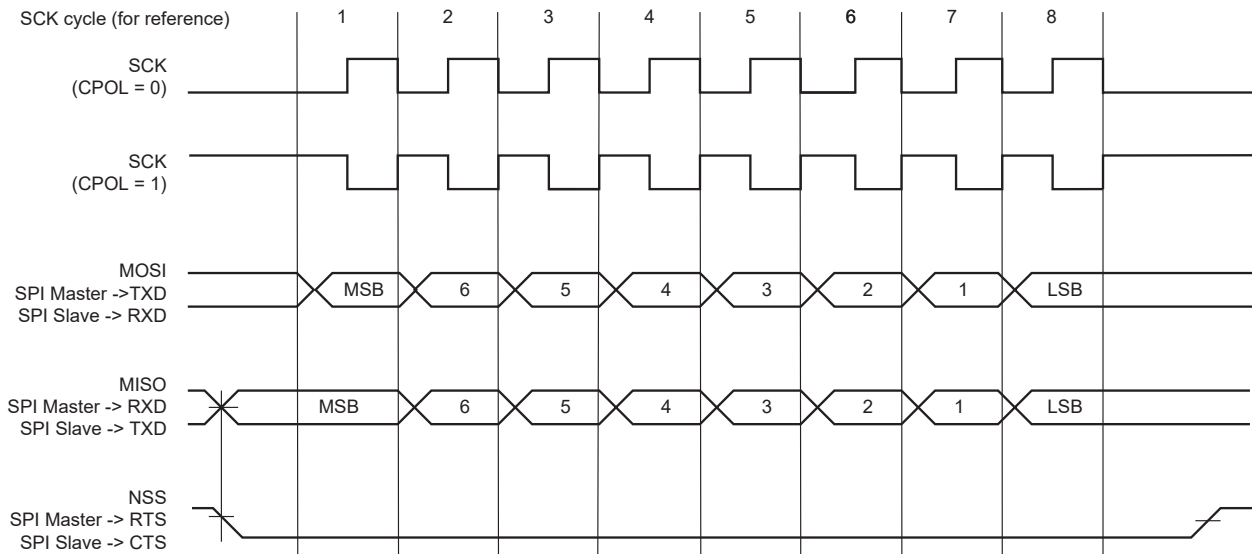 SCK cycle (for reference) 1 2 3 4 5 6 7 8
SCK
(CPOL = 0)
SCK
(CPOL = 1)
MOSI
SPI Master ->TXD
SPI Slave -> RXD
MSB 6 5 4 3 2 1 LSB
MISO
SPI Master -> RXD
SPI Slave -> TXD
MSB 6 5 4 3 2 1 LSB
NSS
SPI Master -> RTS
SPI Slave -> CTS